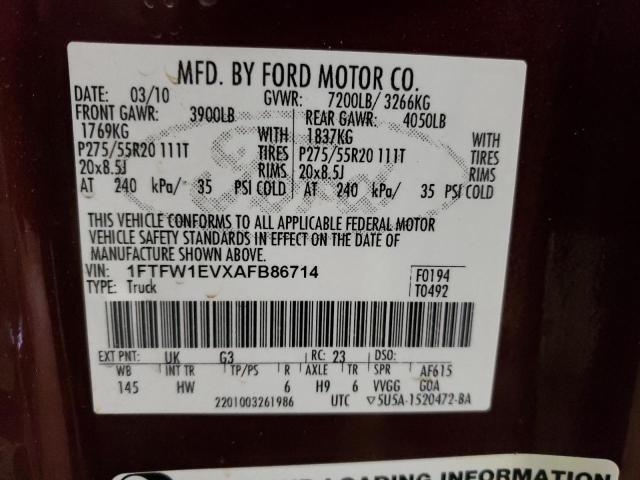 MFD. BY FORD MOTOR CO.
DATE: 03/10 GVWR: 7200LB/ 3266KG
FRONT GAWR: 3900LB REAR GAWR: 4050LB
1769KG WITH 1837KG WITH
P275/55R20 111T TIRES P275/55R20 111T TIRES
20x8.5J RIMS 20x8.5J RIMS
AT 240 kPa/ 35 PSI COLD AT 240 kPa/ 35 PSI COLD
THIS VEHICLE CONFORMS TO ALL APPLICABLE FEDERAL MOTOR
VEHICLE SAFETY STANDARDS IN EFFECT ON THE DATE OF
MANUFACTURE SHOWN ABOVE.
VIN: 1FTFW1EVXAFB86714 F0194
TYPE: Truck T0492
EXT PNT: UK G3 RC: 23 DSO:
WB INT TR TP/PS R AXLE TR SPR AF615
145 HW 6 H9 6 VVGG G0A
2201003261986 UTC ▽5U5A-1520472-BA
LOADING INFORMATION
Ford